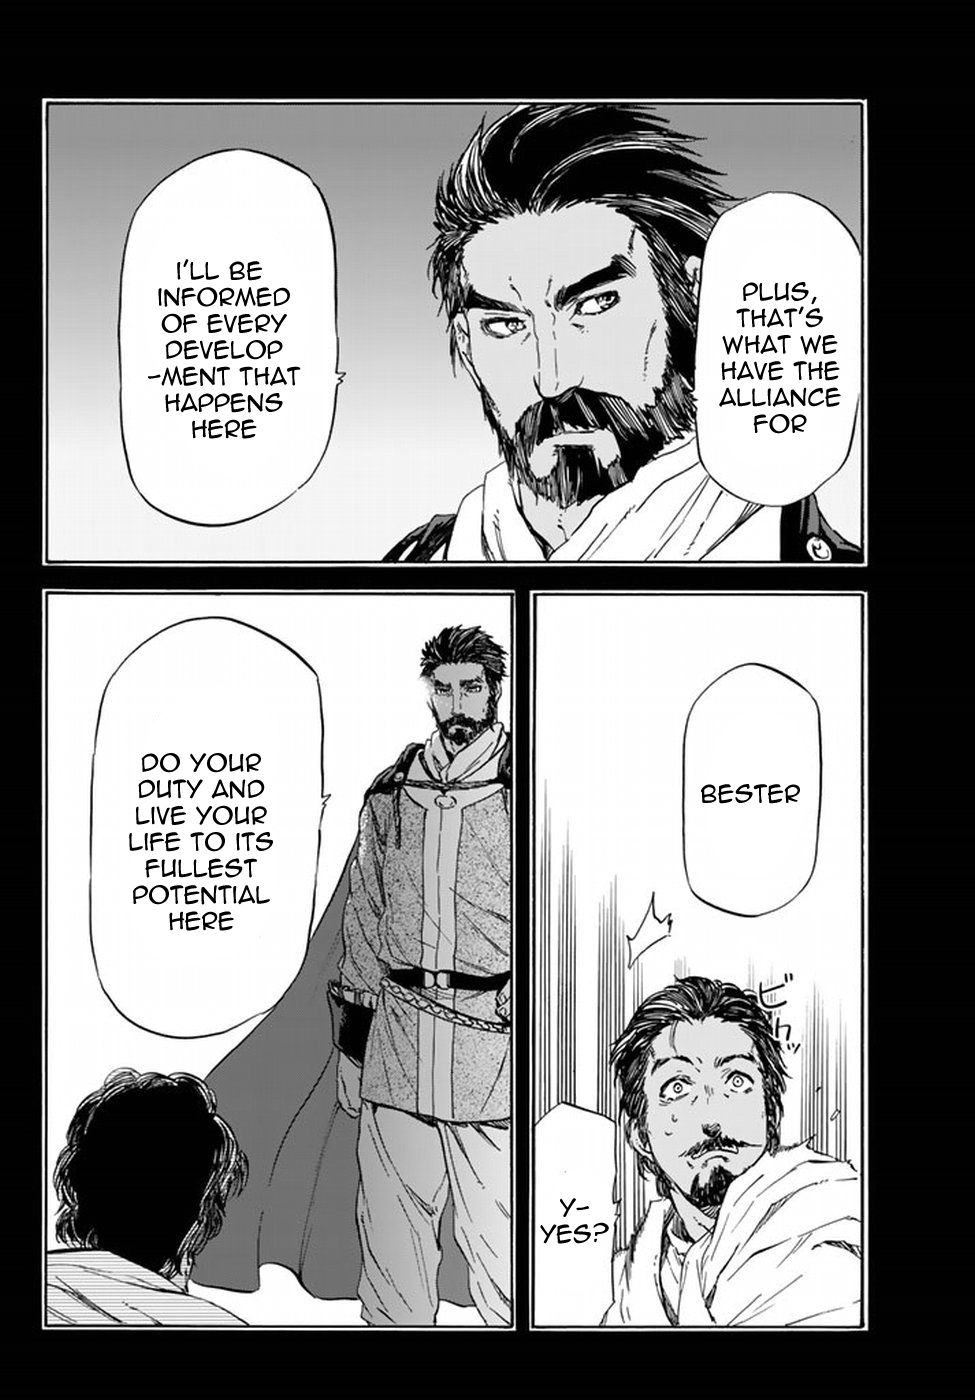 PLUS,
THAT'S
WHAT WE
HAVE THE
ALLIANCE
FOR
I'LL BE
INFORMED
OF EVERY
DEVELOP
-MENT THAT
HAPPENS
HERE
BESTER
ビクッ
Y-
YES?
DO YOUR
DUTY AND
LIVE YOUR
LIFE TO ITS
FULLEST
POTENTIAL
HERE